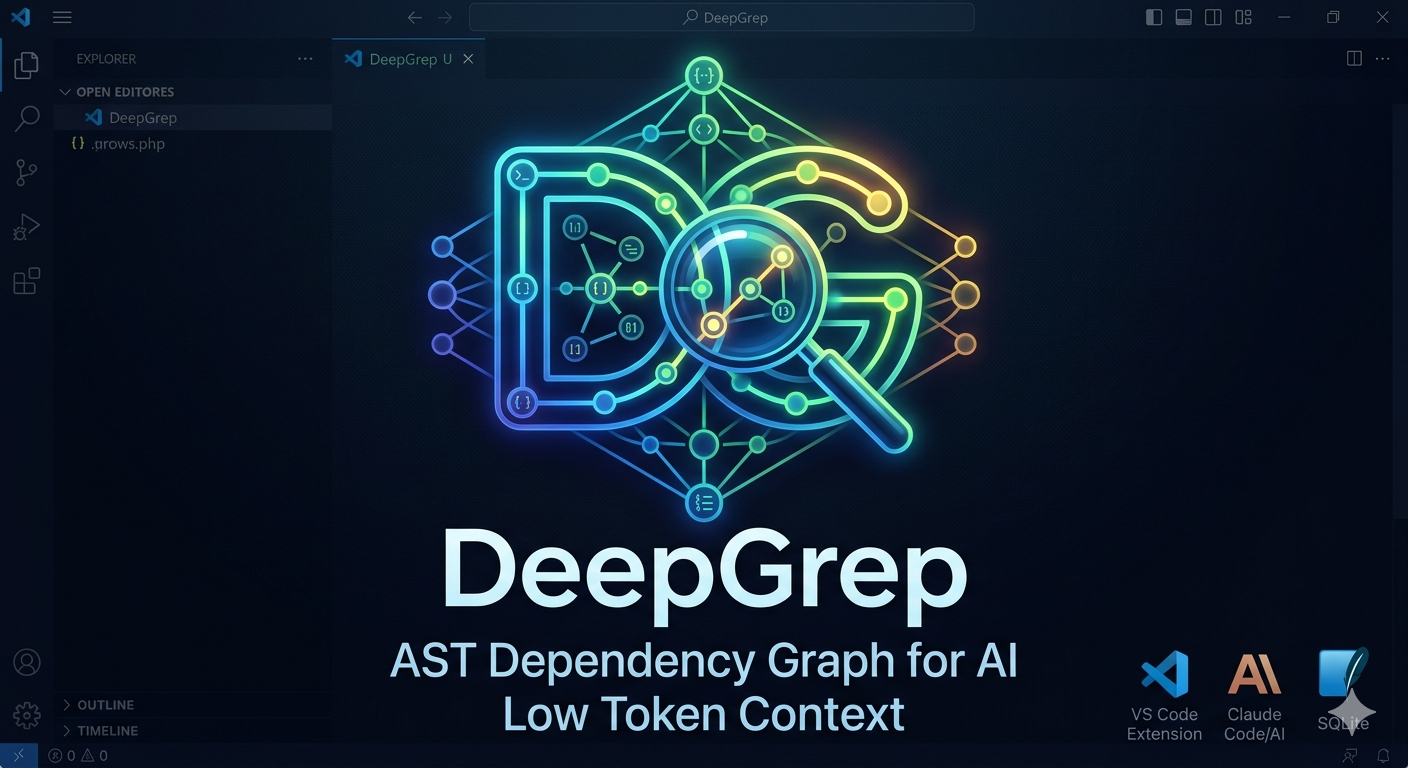 DeepGrep
EXPLORER
DeepGrep U
OPEN EDITORES
DeepGrep
.grows.php
DeepGrep
AST Dependency Graph for AI
Low Token Context
VS Code
Extension
Claude
Code/AI
SQLite
OUTLINE
TIMELINE
0 0